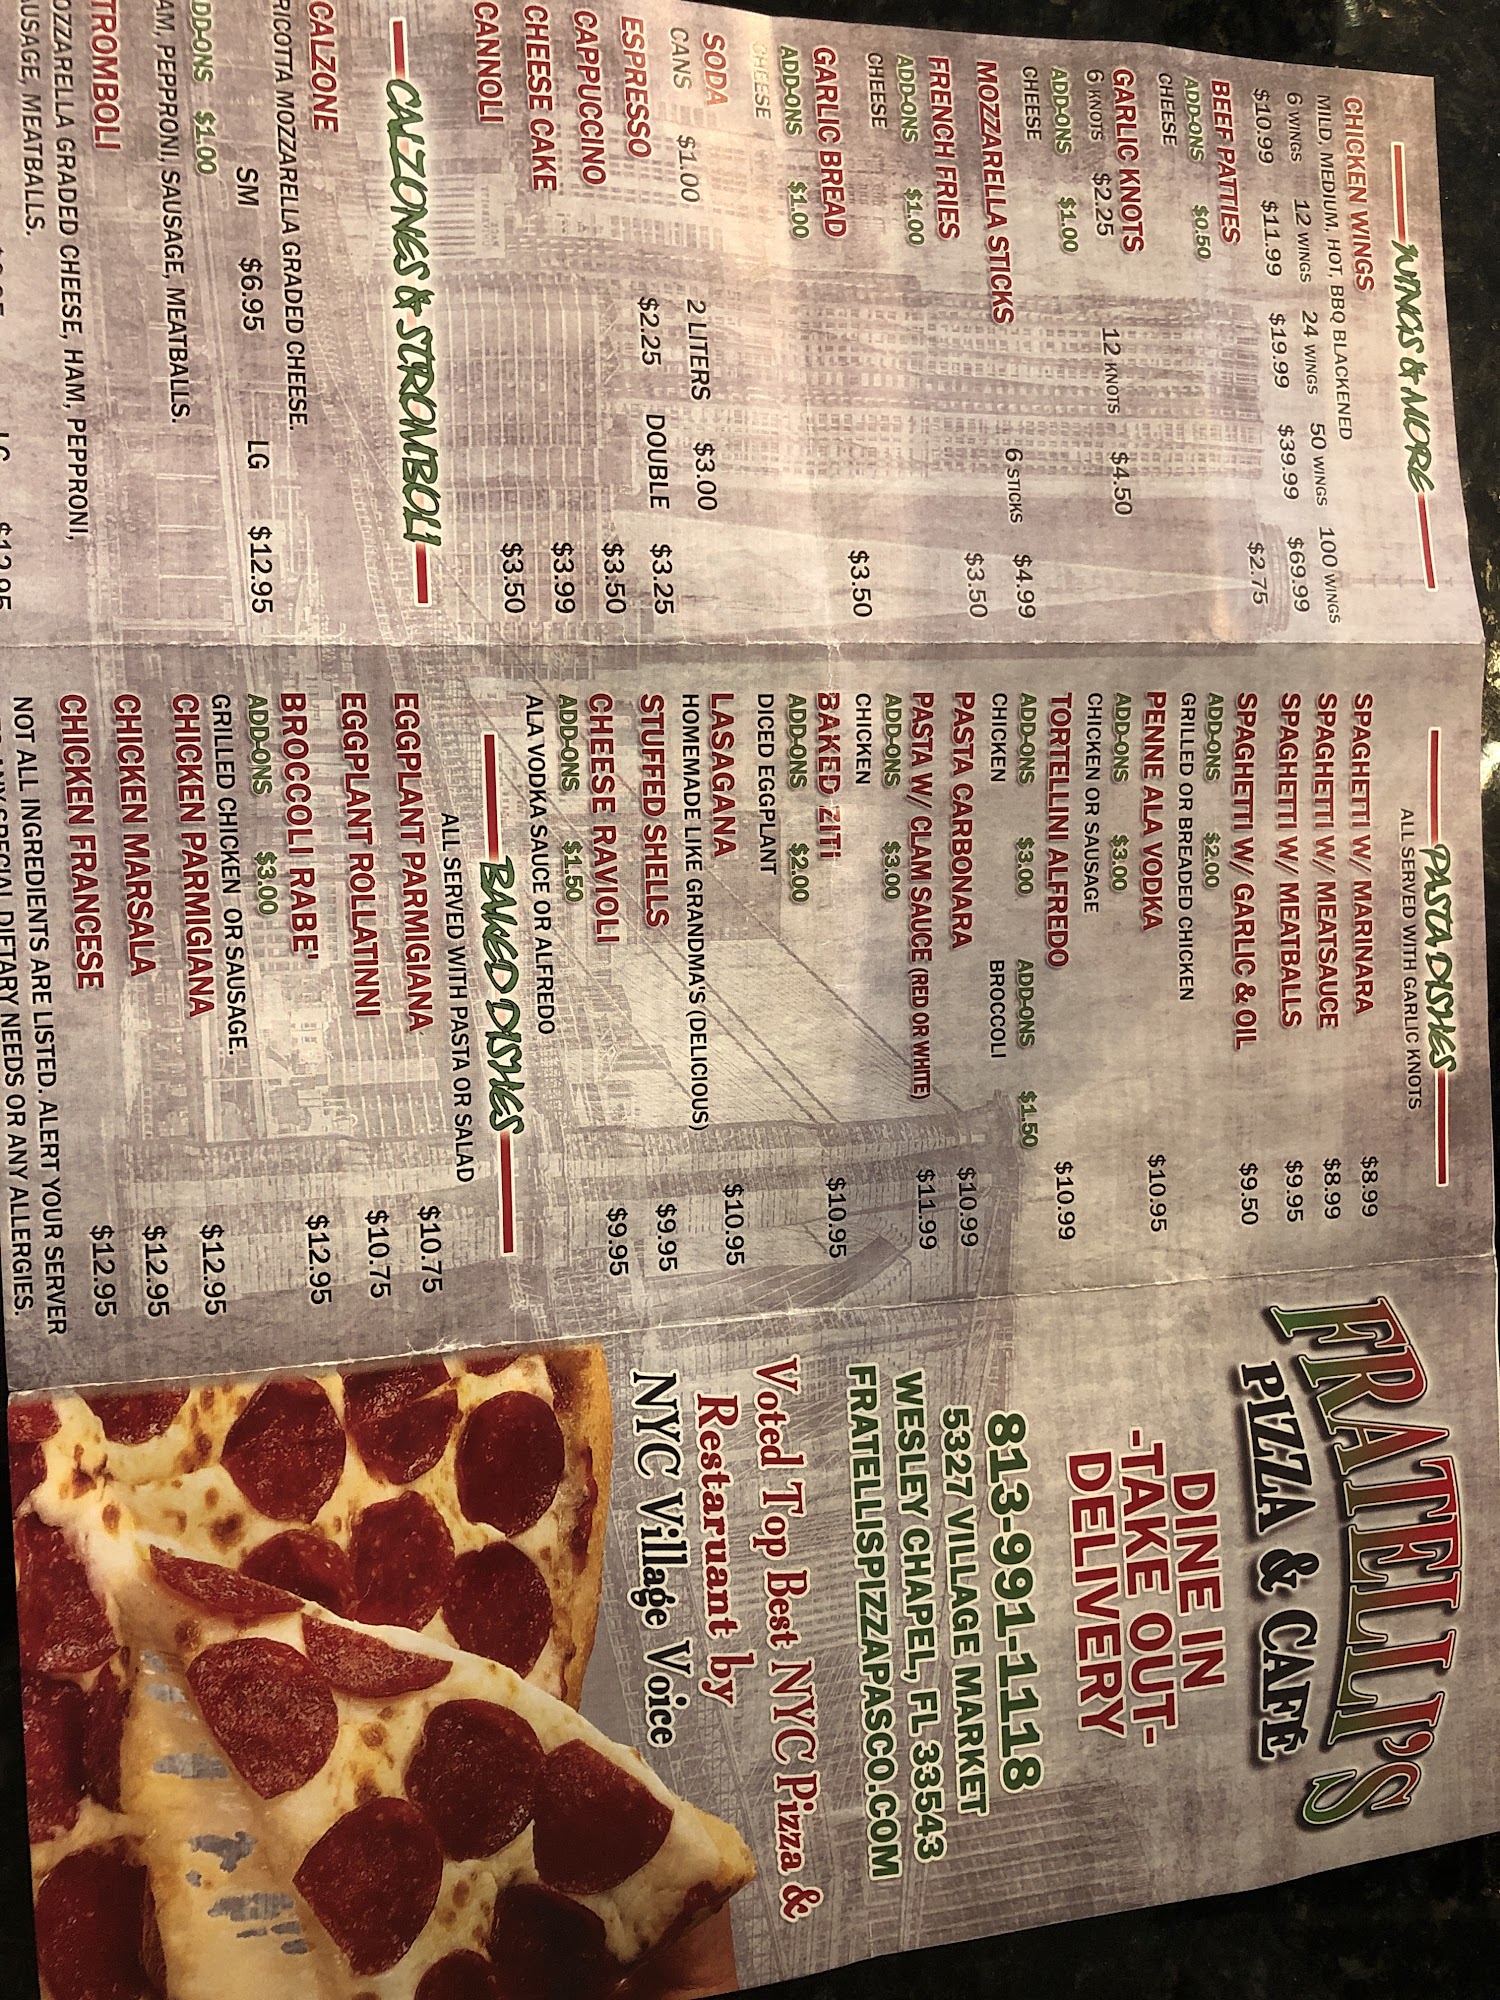 WINGS & MORE
CHICKEN WINGS
MILD, MEDIUM, HOT, BBQ BLACKENED
6 WINGS 12 WINGS 24 WINGS 50 WINGS 100 WINGS
$10.99 $11.99 $19.99 $39.99 $69.99
BEEF PATTIES $2.75
ADD-ONS $0.50
CHEESE
GARLIC KNOTS
6 KNOTS $2.25 12 KNOTS $4.50
ADD-ONS $1.00
CHEESE
MOZZARELLA STICKS 6 STICKS $4.99
FRENCH FRIES $3.50
ADD-ONS $1.00
CHEESE
GARLIC BREAD $3.50
ADD-ONS $1.00
CHEESE
SODA
CANS $1.00 2 LITERS $3.00
ESPRESSO $2.25 DOUBLE $3.25
CAPPUCCINO $3.50
CHEESE CAKE $3.99
CANNOLI $3.50
CALZONES & STROMBOLI
CALZONE
RICOTTA MOZZARELLA GRADED CHEESE.
SM $6.95 LG $12.95
ADD-ONS $1.00
AM, PEPPRONI, SAUSAGE, MEATBALLS.
TROMBOLI
OZZARELLA GRADED CHEESE, HAM, PEPPRONI,
AUSAGE, MEATBALLS.
LG $12.95
PASTA DISHES
ALL SERVED WITH GARLIC KNOTS
SPAGHETTI W/ MARINARA $8.99
SPAGHETTI W/ MEATSAUCE $8.99
SPAGHETTI W/ MEATBALLS $9.95
SPAGHETTI W/ GARLIC & OIL $9.50
ADD-ONS $2.00
GRILLED OR BREADED CHICKEN
PENNE ALA VODKA $10.95
ADD-ONS $3.00
CHICKEN OR SAUSAGE
TORTELLINI ALFREDO $10.99
ADD-ONS $3.00 ADD-ONS $1.50
CHICKEN BROCCOLI
PASTA CARBONARA $10.99
PASTA W/ CLAM SAUCE (RED OR WHITE) $11.99
ADD-ONS $3.00
CHICKEN
BAKED ZITI $10.95
ADD-ONS $2.00
DICED EGGPLANT
LASAGANA $10.95
HOMEMADE LIKE GRANDMA'S (DELICIOUS)
STUFFED SHELLS $9.95
CHEESE RAVIOLI $9.95
ADD-ONS $1.50
ALA VODKA SAUCE OR ALFREDO
BAKED DISHES
ALL SERVED WITH PASTA OR SALAD
EGGPLANT PARMIGIANA $10.75
EGGPLANT ROLLATINNI $10.75
BROCCOLI RABE' $12.95
ADD-ONS $3.00
GRILLED CHICKEN OR SAUSAGE.
CHICKEN PARMIGIANA $12.95
CHICKEN MARSALA $12.95
CHICKEN FRANCESE $12.95
NOT ALL INGREDIENTS ARE LISTED. ALERT YOUR SERVER
ANY SPECIAL DIETARY NEEDS OR ANY ALLERGIES.
FRATELLI'S
PIZZA & CAFÉ
DINE IN
-TAKE OUT-
DELIVERY
813-991-1118
5327 VILLAGE MARKET
WESLEY CHAPEL, FL 33543
FRATELLISPIZZAPASCO.COM
Voted Top Best NYC Pizza &
Restaruant by
NYC Village Voice